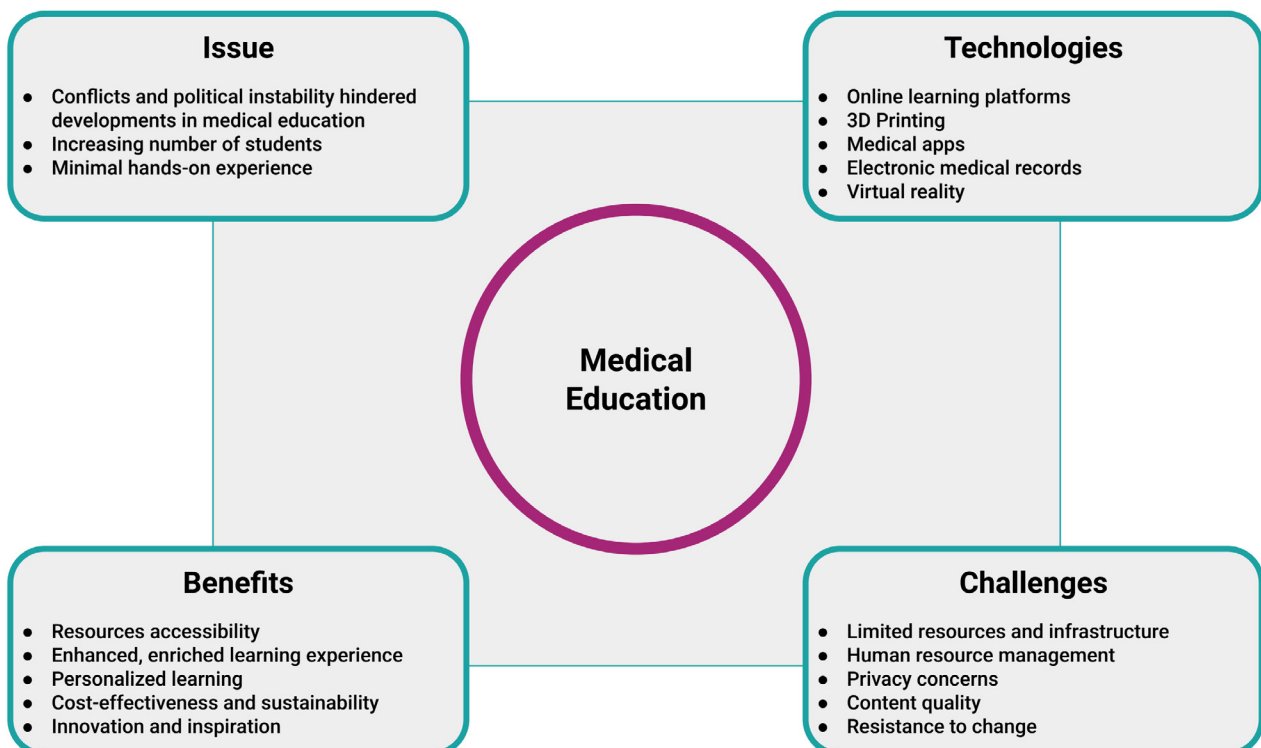 Issue
● Conflicts and political instability hindered
developments in medical education
● Increasing number of students
● Minimal hands-on experience
Technologies
● Online learning platforms
● 3D Printing
● Medical apps
● Electronic medical records
● Virtual reality
Medical
Education
Benefits
● Resources accessibility
● Enhanced, enriched learning experience
● Personalized learning
● Cost-effectiveness and sustainability
● Innovation and inspiration
Challenges
● Limited resources and infrastructure
● Human resource management
● Privacy concerns
● Content quality
● Resistance to change